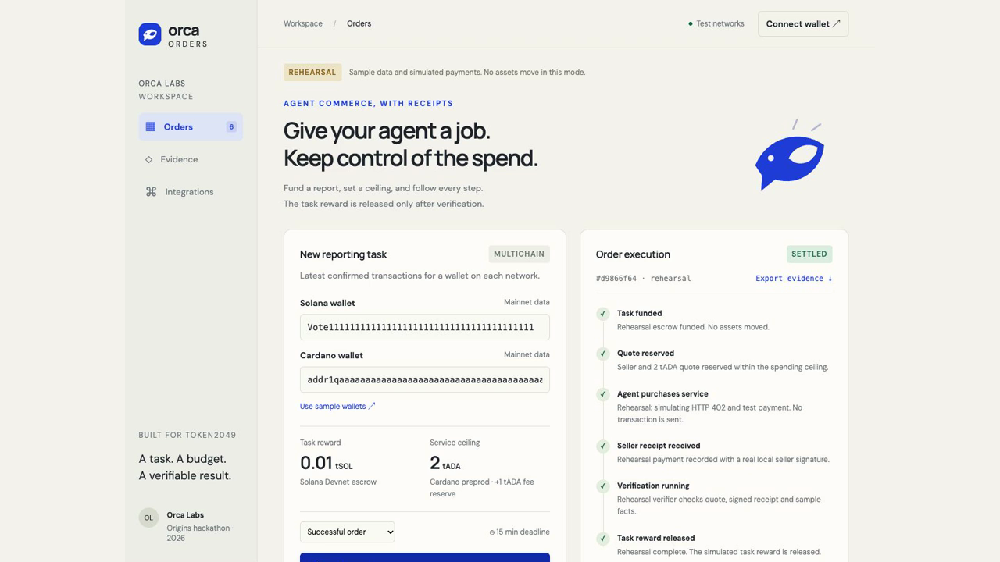 orca
ORDERS
ORCA LABS
WORKSPACE
Orders
6
Evidence
Integrations
BUILT FOR TOKEN2049
A task. A budget.
A verifiable result.
OL
Orca Labs
Origins hackathon ·
2026
Workspace / Orders
Test networks
Connect wallet ↗
REHEARSAL
Sample data and simulated payments. No assets move in this mode.
AGENT COMMERCE, WITH RECEIPTS
Give your agent a job.
Keep control of the spend.
Fund a report, set a ceiling, and follow every step.
The task reward is released only after verification.
New reporting task
MULTICHAIN
Latest confirmed transactions for a wallet on each network.
Solana wallet
Mainnet data
Vote111111111111111111111111111111111111111
Cardano wallet
Mainnet data
Use sample wallets ↗
Task reward
0.01 tSOL
Solana Devnet escrow
Service ceiling
2 tADA
Cardano preprod · +1 tADA fee
reserve
Successful order
15 min deadline
Order execution
SETTLED
#d9866f64 · rehearsal
Export evidence ↓
Task funded
Rehearsal escrow funded. No assets moved.
Quote reserved
Seller and 2 tADA quote reserved within the spending ceiling.
Agent purchases service
Rehearsal: simulating HTTP 402 and test payment. No
transaction is sent.
Seller receipt received
Rehearsal payment recorded with a real local seller signature.
Verification running
Rehearsal verifier checks quote, signed receipt and sample
facts.
Task reward released
Rehearsal complete. The simulated task reward is released.